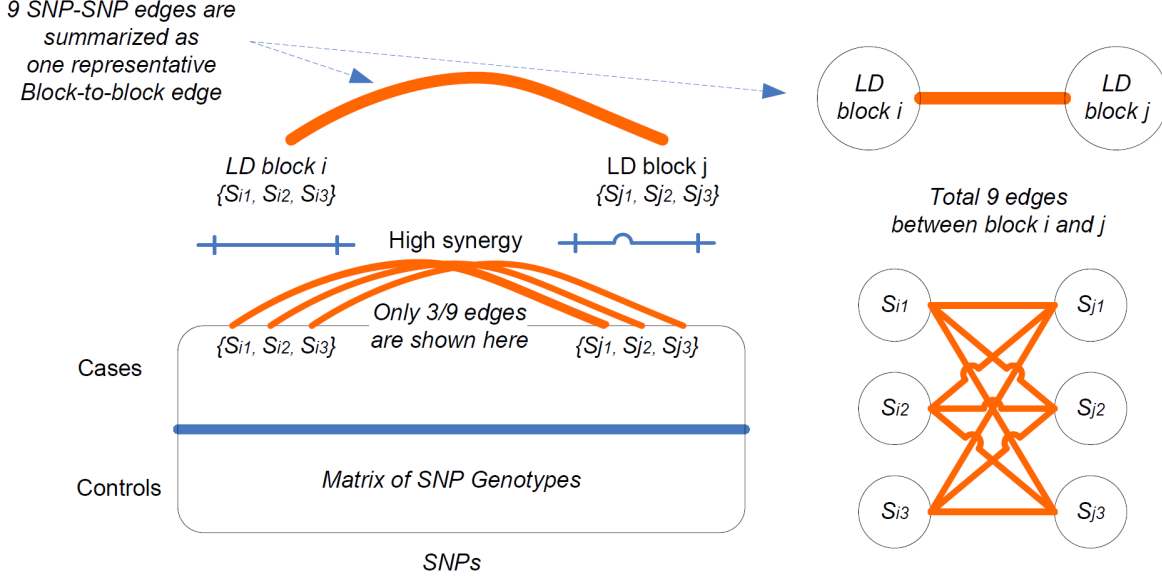 9 SNP-SNP edges are
summarized as
one representative
Block-to-block edge
LD
block i
LD
block j
LD block i
{Si1, Si2, Si3}
LD block j
{Sj1, Sj2, Sj3}
Total 9 edges
between block i and j
High synergy
Only 3/9 edges
are shown here
{Si1, Si2, Si3}
{Sj1, Sj2, Sj3}
Cases
Controls
Matrix of SNP Genotypes
SNPs
Si1
Sj1
Si2
Sj2
Si3
Sj3